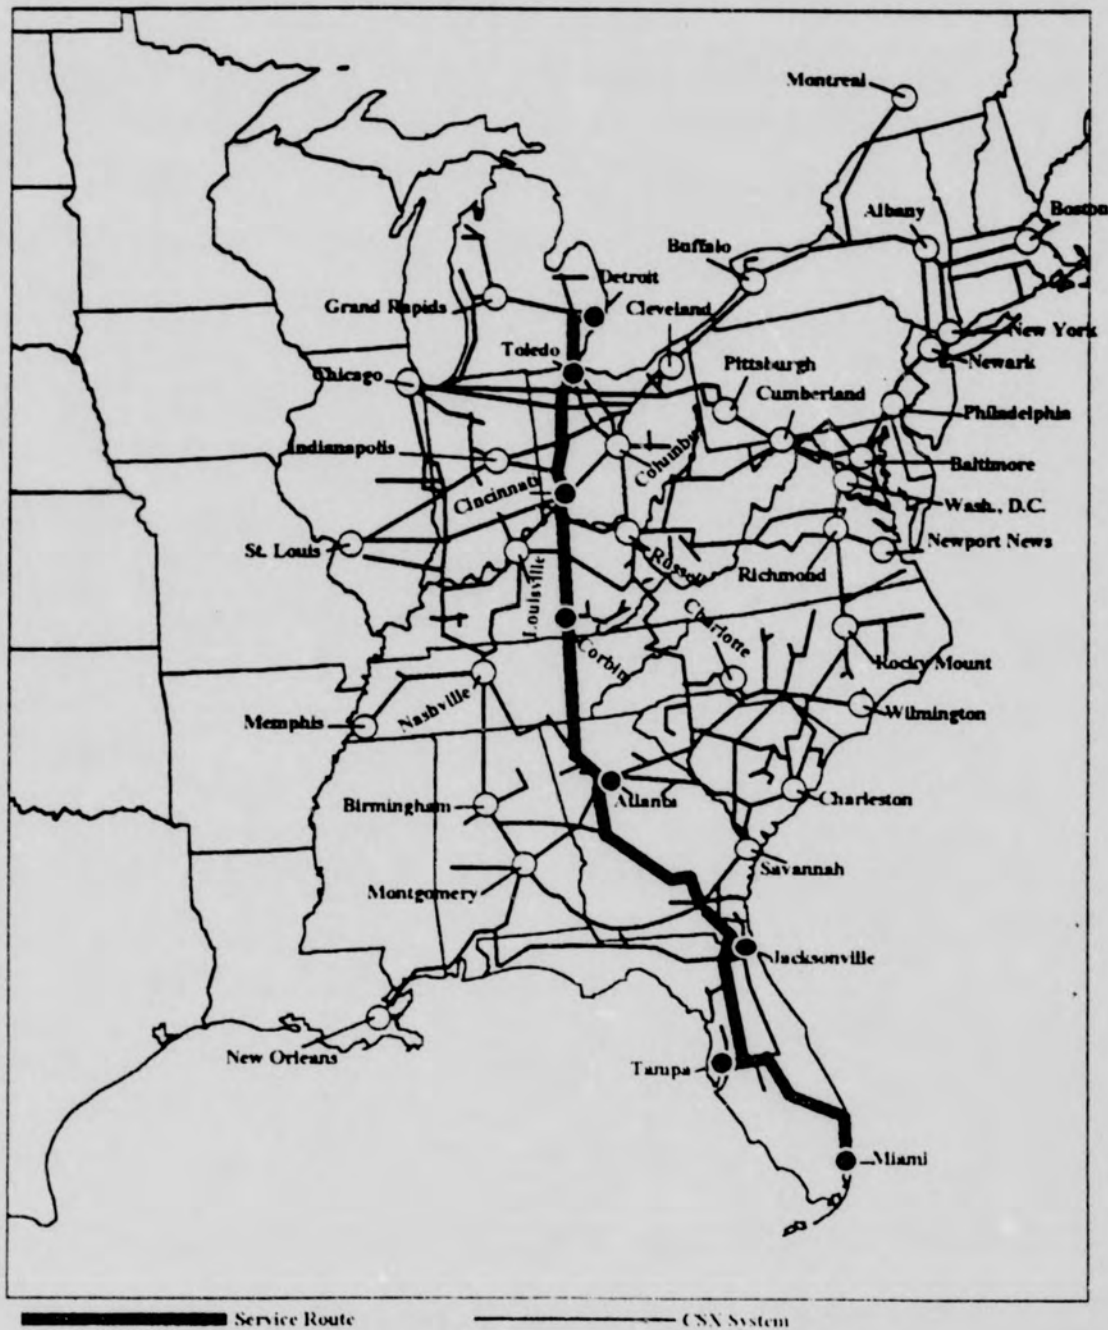 Montreal
Albany
Boston
Buffalo
Detroit
Grand Rapids
Cleveland
New York
Toledo
Newark
Pittsburgh
Chicago
Cumberland
Philadelphia
Indianapolis
Columbus
Baltimore
Cincinnati
Wash., D.C.
St. Louis
Newport News
Russell
Richmond
Louisville
Charlotte
Corbin
Rocky Mount
Nashville
Memphis
Wilmington
Birmingham
Atlanta
Charleston
Savannah
Montgomery
Jacksonville
New Orleans
Tampa
Miami
Service Route
CSX System